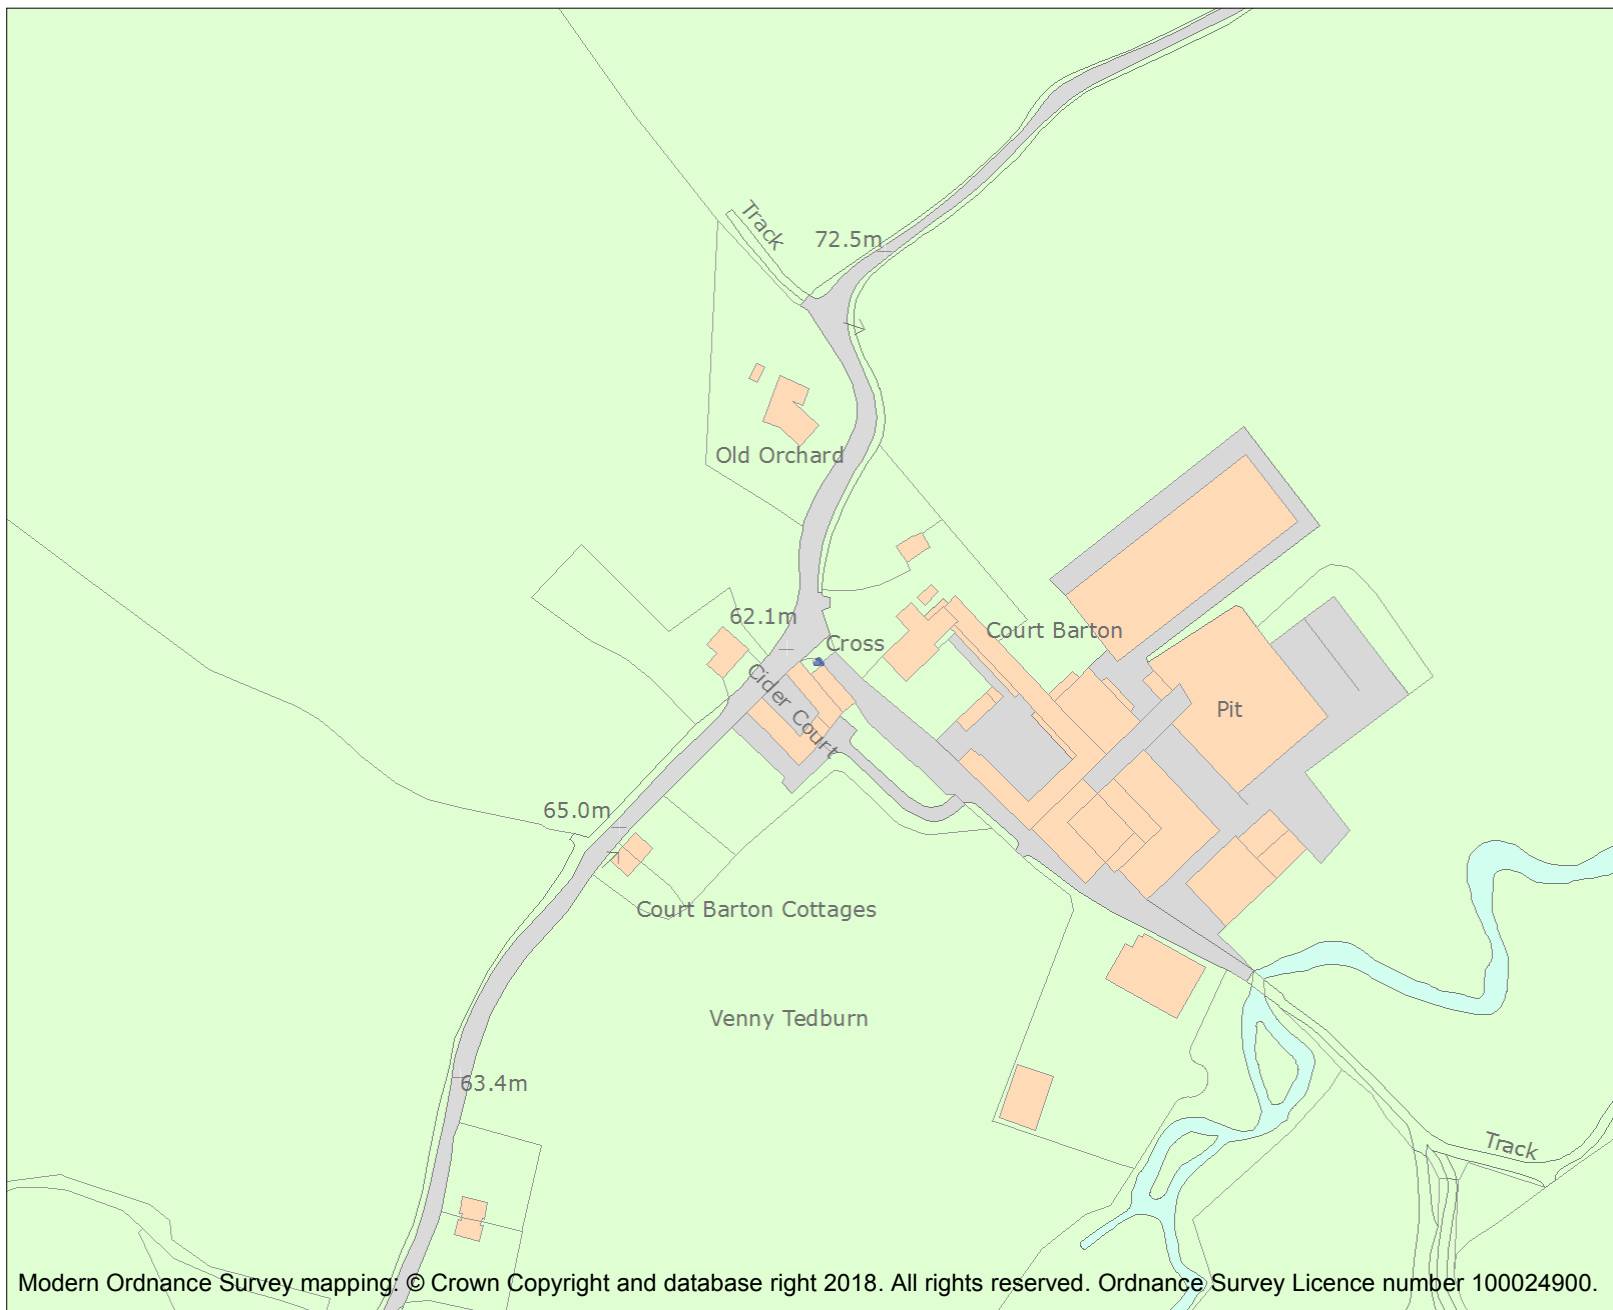 Track
72.5m
Old Orchard
62.1m
Cross
Court Barton
Cider Court
Pit
65.0m
Court Barton Cottages
Venny Tedburn
63.4m
Track
Modern Ordnance Survey mapping: © Crown Copyright and database right 2018. All rights reserved. Ordnance Survey Licence number 100024900.